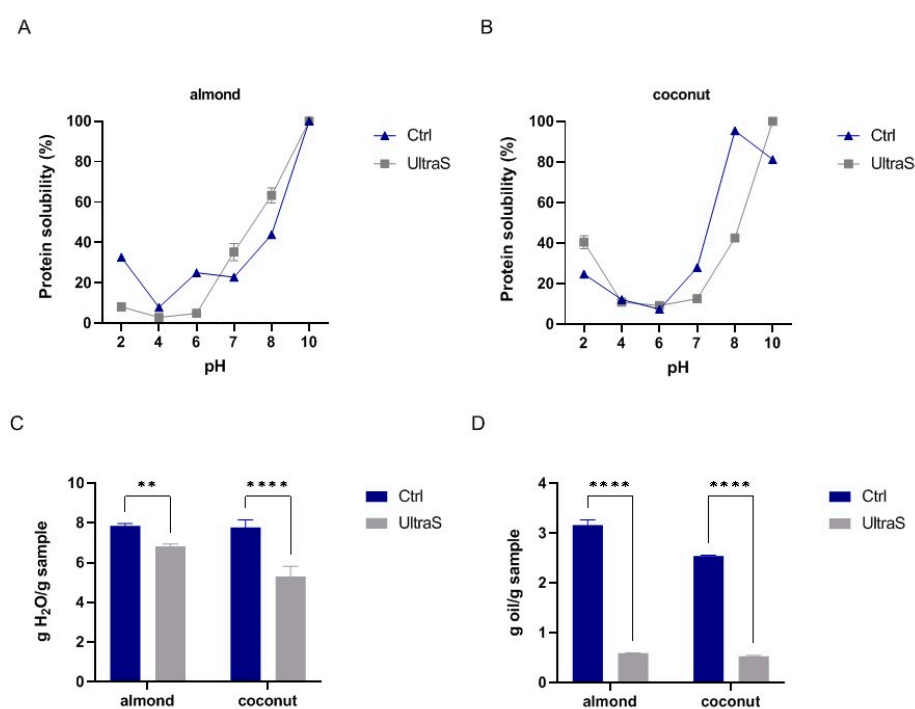 A
almond
Protein solubility (%)
100
80
60
40
20
0
2 4 6 7 8 10
pH
Ctrl
UltraS
B
coconut
Protein solubility (%)
100
80
60
40
20
0
2 4 6 7 8 10
pH
Ctrl
UltraS
C
g H₂O/g sample
10
8
6
4
2
0
** ****
almond coconut
Ctrl
UltraS
D
g oil/g sample
4
3
2
1
0
**** ****
almond coconut
Ctrl
UltraS